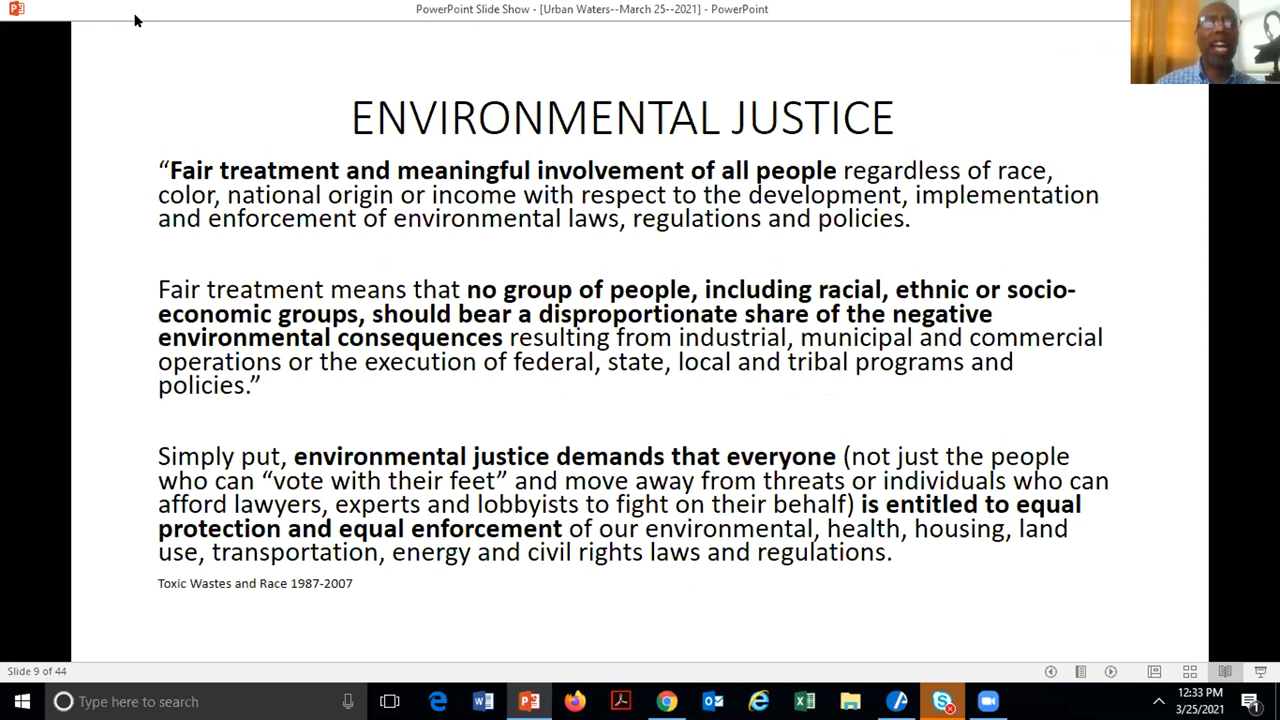 PowerPoint Slide Show - [Urban Waters--March 25--2021] - PowerPoint
ENVIRONMENTAL JUSTICE
“Fair treatment and meaningful involvement of all people regardless of race,
color, national origin or income with respect to the development, implementation
and enforcement of environmental laws, regulations and policies.
Fair treatment means that no group of people, including racial, ethnic or socio-
economic groups, should bear a disproportionate share of the negative
environmental consequences resulting from industrial, municipal and commercial
operations or the execution of federal, state, local and tribal programs and
policies.”
Simply put, environmental justice demands that everyone (not just the people
who can “vote with their feet” and move away from threats or individuals who can
afford lawyers, experts and lobbyists to fight on their behalf) is entitled to equal
protection and equal enforcement of our environmental, health, housing, land
use, transportation, energy and civil rights laws and regulations.
Toxic Wastes and Race 1987-2007
Slide 9 of 44
Type here to search
12:33 PM
3/25/2021